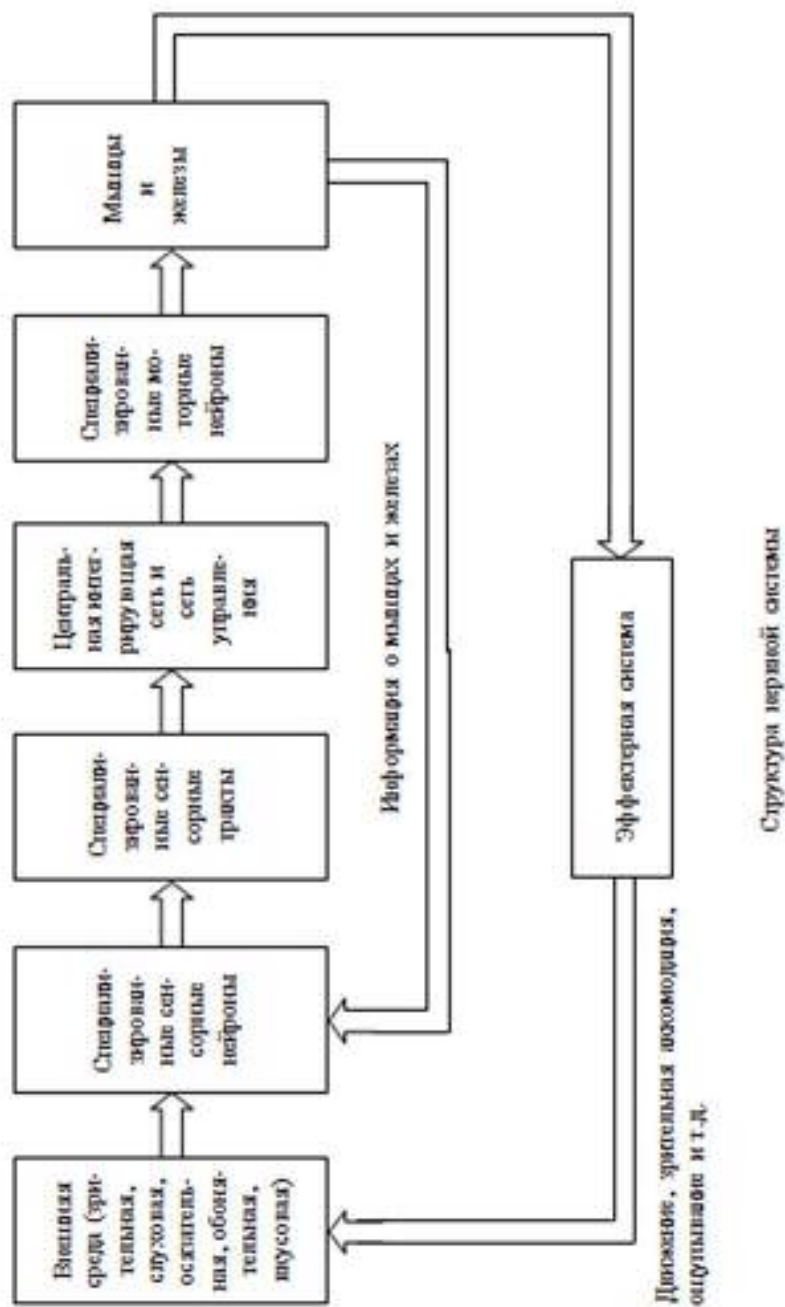 Внешняя
среда (зри-
тельная,
слуховая,
осязатель-
ная, обоня-
тельная,
вкусовая)
Специали-
зирован-
ные сен-
сорные
нейроны
Специали-
зирован-
ные сен-
сорные
тракты
Централь-
ная интег-
рирующая
сеть и
сеть
управле-
ния
Специали-
зирован-
ные мо-
торные
нейроны
Мышцы
и
железы
Информация о мышцах и железах
Эффекторная система
Движение, зрительная аккомодация,
ощупывание и т.д.
Структура нервной системы